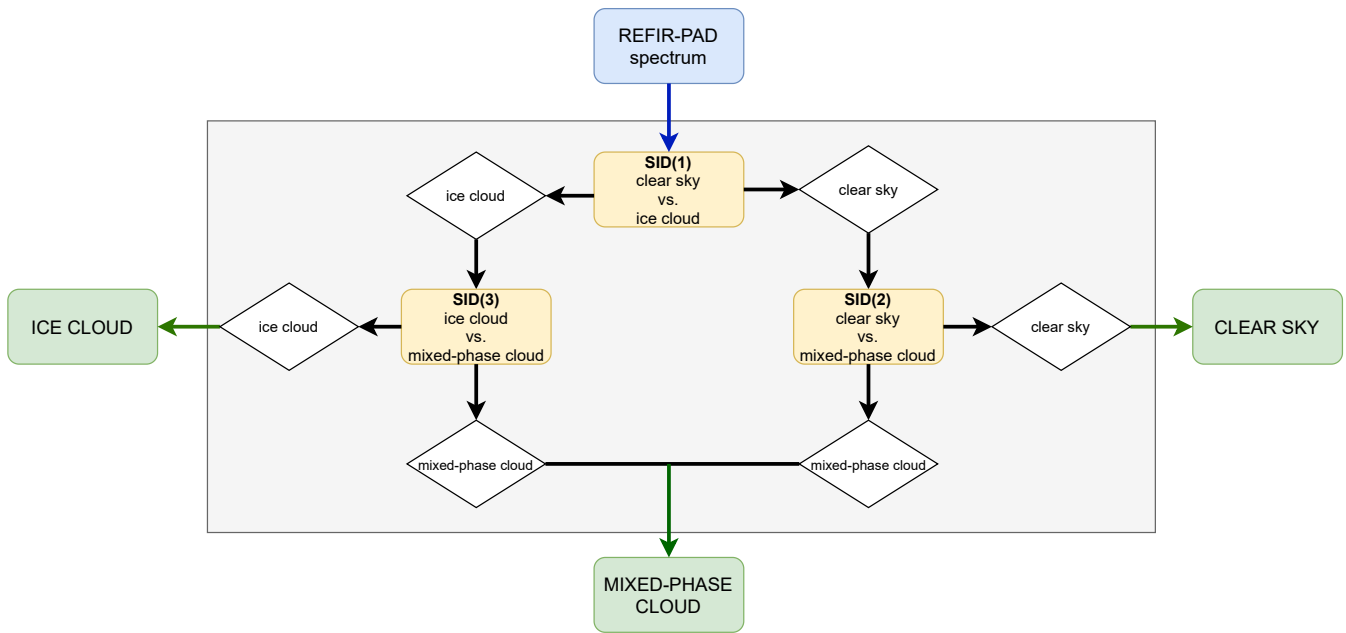 REFIR-PAD
spectrum
SID(1)
clear sky
vs.
ice cloud
ice cloud
clear sky
SID(3)
ice cloud
vs.
mixed-phase cloud
SID(2)
clear sky
vs.
mixed-phase cloud
ICE CLOUD
ice cloud
clear sky
CLEAR SKY
mixed-phase cloud
mixed-phase cloud
MIXED-PHASE
CLOUD